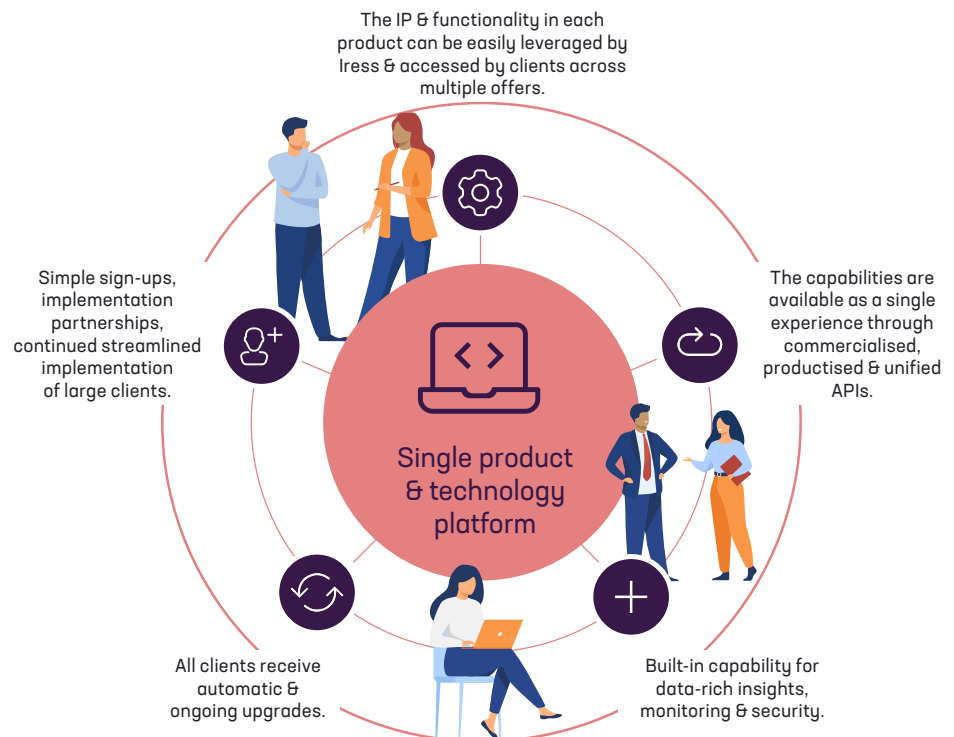 The IP & functionality in each
product can be easily leveraged by
Iress & accessed by clients across
multiple offers.
Simple sign-ups,
implementation
partnerships,
continued streamlined
implementation
of large clients.
The capabilities are
available as a single
experience through
commercialised,
productised & unified
APIs.
Single product
& technology
platform
All clients receive
automatic &
ongoing upgrades.
Built-in capability for
data-rich insights,
monitoring & security.